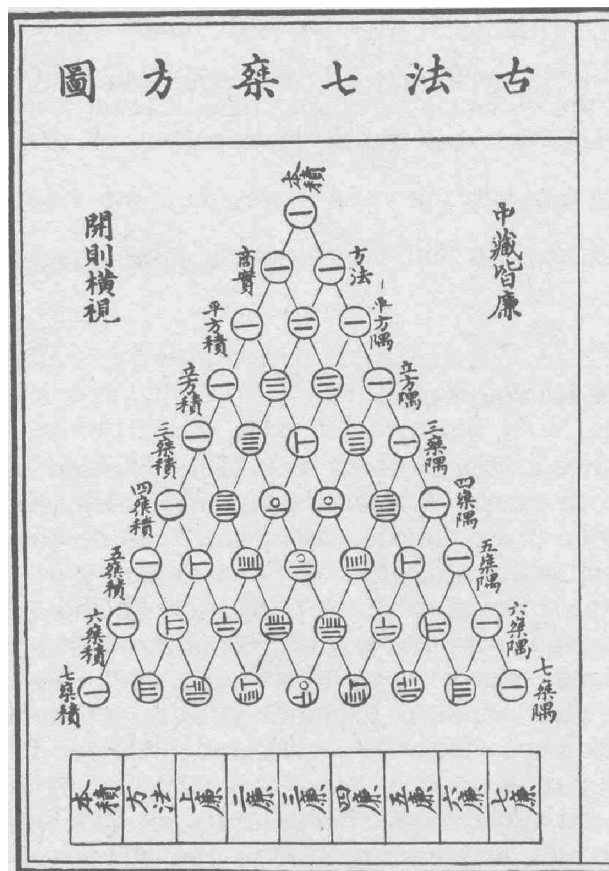 古法七乘方圖
中藏皆廉
開則橫視
本積
商實
方法
平方積
平方隅
立方積
立方隅
三乘積
三乘隅
四乘積
四乘隅
五乘積
五乘隅
六乘積
六乘隅
七乘積
七乘隅
本積
方法
上廉
二廉
三廉
四廉
五廉
六廉
七廉